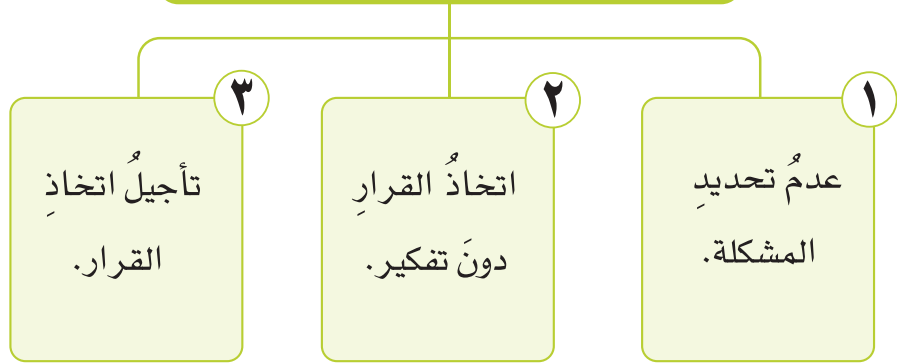 ١
عدمُ تحديدِ
المشكلة.
٢
اتخاذُ القرارِ
دونَ تفكير.
٣
تأجيلُ اتخاذِ
القرار.